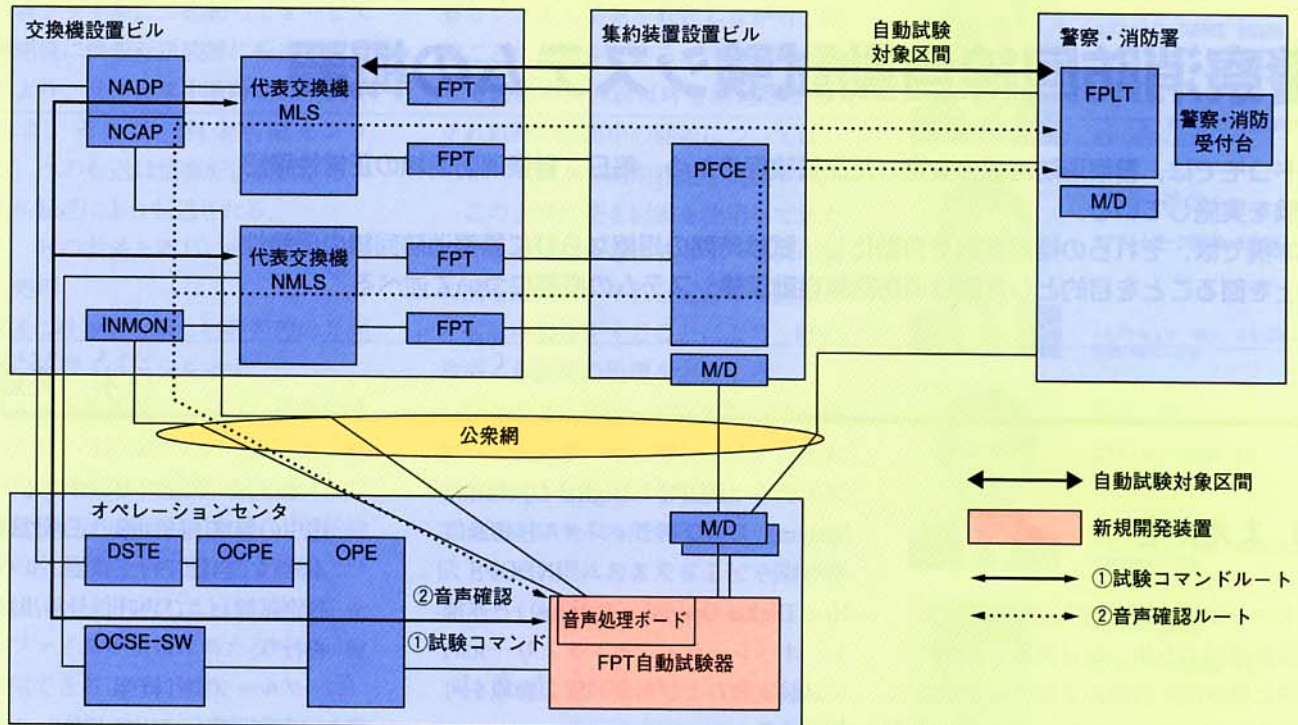 交換機設置ビル
NADP
NCAP
代表交換機
MLS
FPT
FPT
代表交換機
NMLS
FPT
INMON
FPT
集約装置設置ビル
PFCE
M/D
自動試験
対象区間
警察・消防署
FPLT
警察・消防
受付台
M/D
公衆網
オペレーションセンタ
DSTE
OCPE
OPE
OCSE-SW
M/D
②音声確認
①試験コマンド
音声処理ボード
FPT自動試験器
自動試験対象区間
新規開発装置
①試験コマンドルート
②音声確認ルート